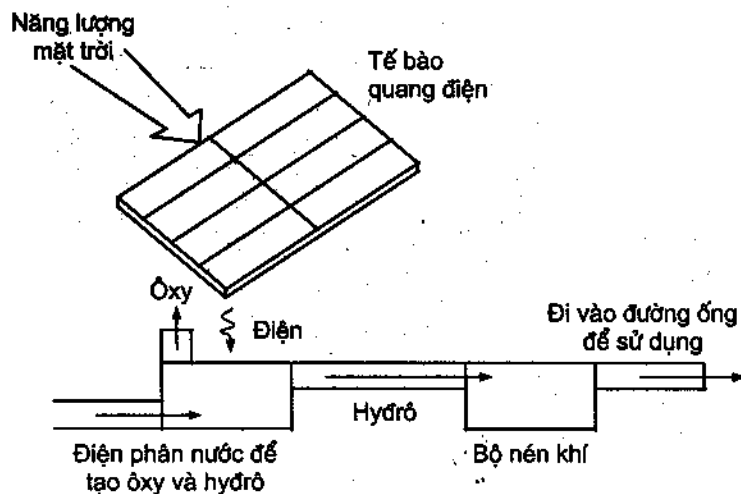 Năng lượng
mặt trời
Tế bào
quang điện
Ôxy
Điện
Đi vào đường ống
để sử dụng
Hyđrô
Điện phân nước để
tạo ôxy và hyđrô
Bộ nén khí